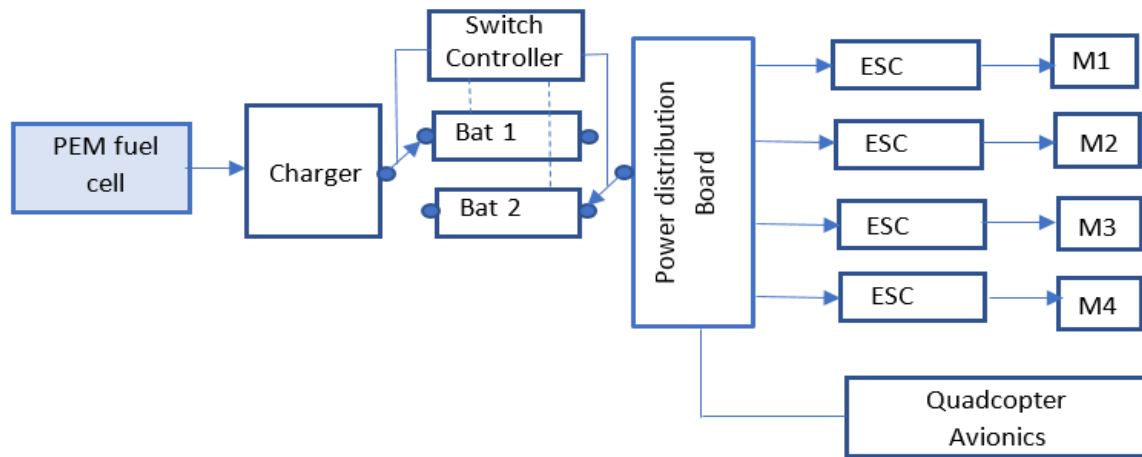 PEM fuel
cell
Charger
Switch
Controller
Bat 1
Bat 2
Power distribution
Board
ESC
M1
ESC
M2
ESC
M3
ESC
M4
Quadcopter
Avionics